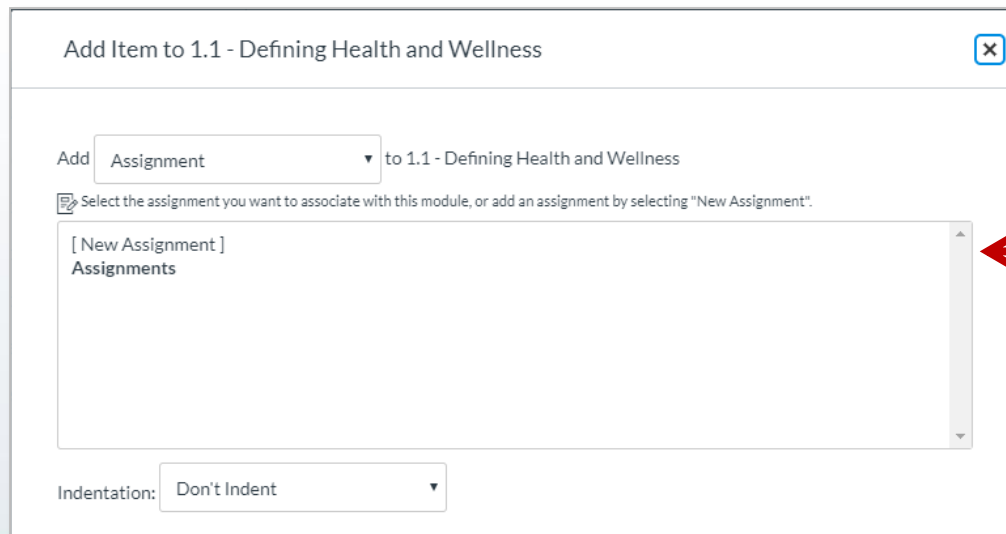 Add Item to 1.1 - Defining Health and Wellness
Add Assignment to 1.1 - Defining Health and Wellness
Select the assignment you want to associate with this module, or add an assignment by selecting "New Assignment".
[ New Assignment ]
Assignments
Indentation: Don't Indent